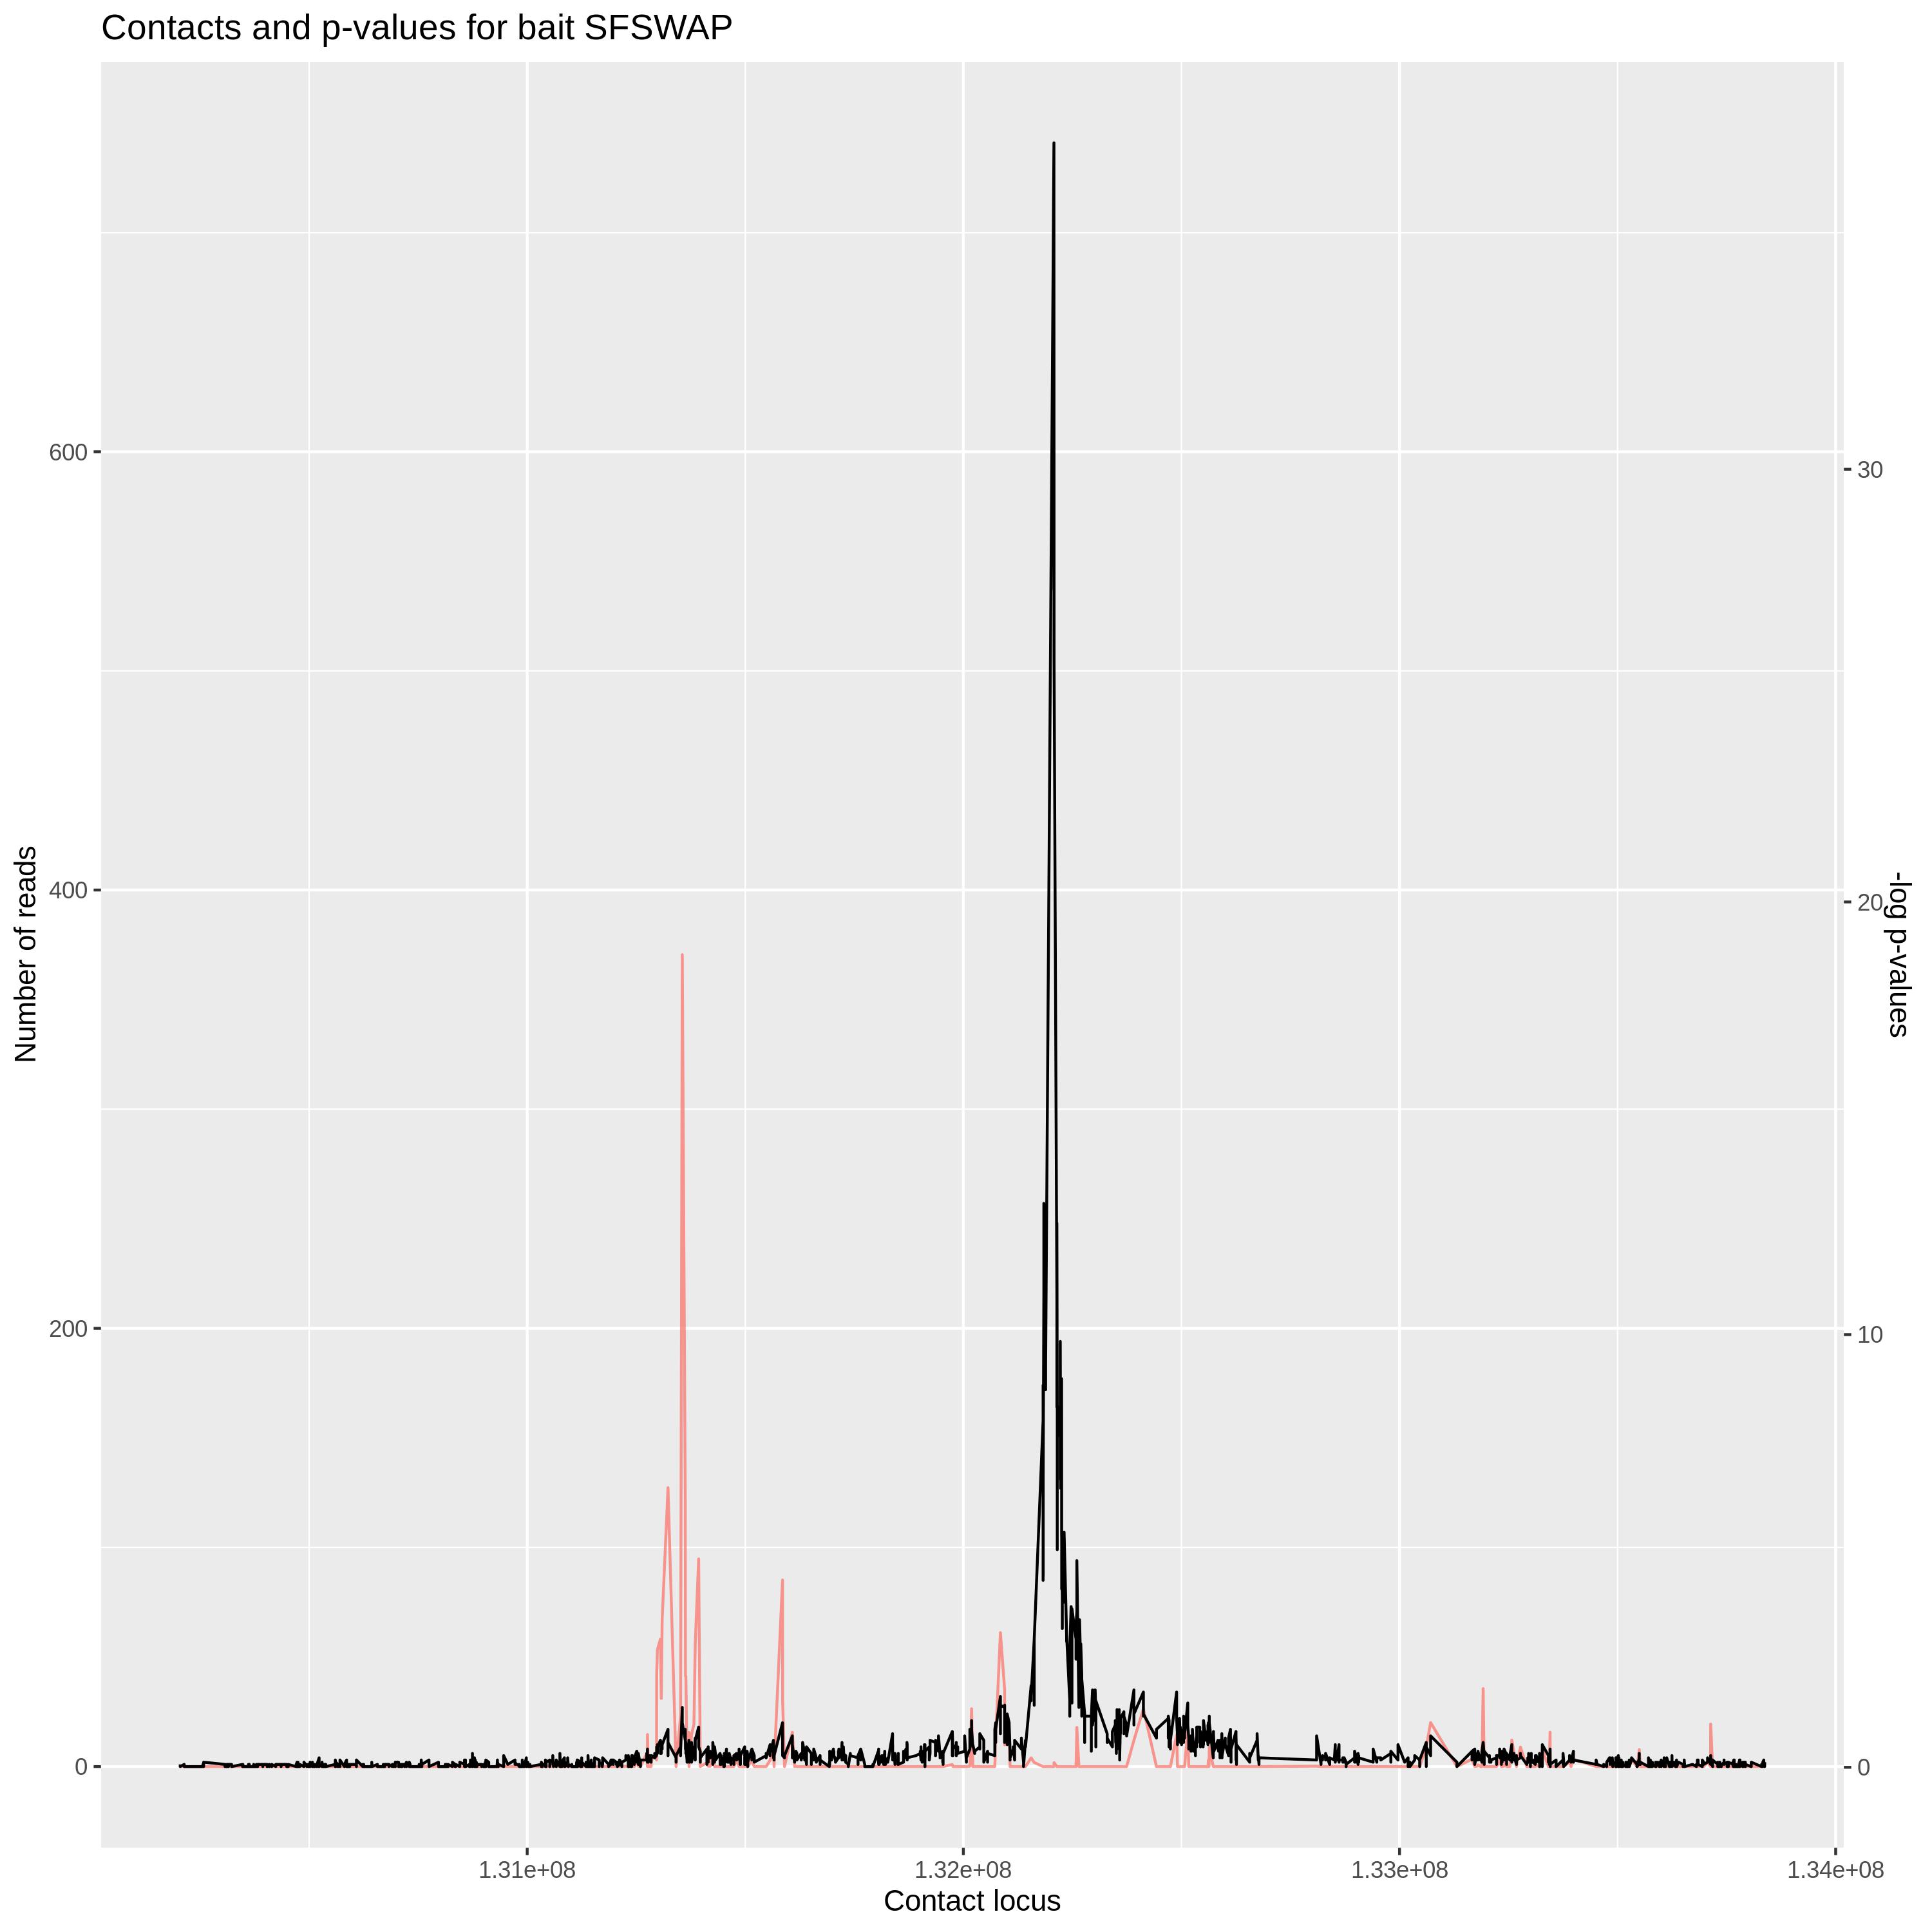 Contacts and p-values for bait SFSWAP
Number of reads
600
400
200
0
30
20
10
0
-log p-values
1.31e+08
1.32e+08
1.33e+08
1.34e+08
Contact locus